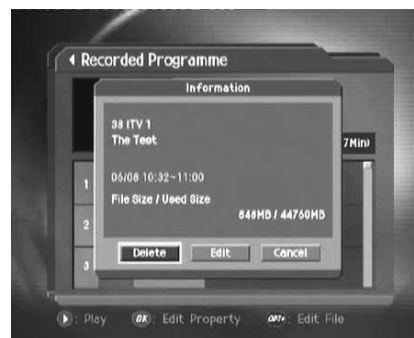 Recorded Programme
Information
38 ITV 1
The Teet
7Min)
06/08 10:32~11:00
File Size / Used Size
848MB / 44760MB
1
2
3
Delete Edit Cancel
: Play OK: Edit Property OPT+: Edit File